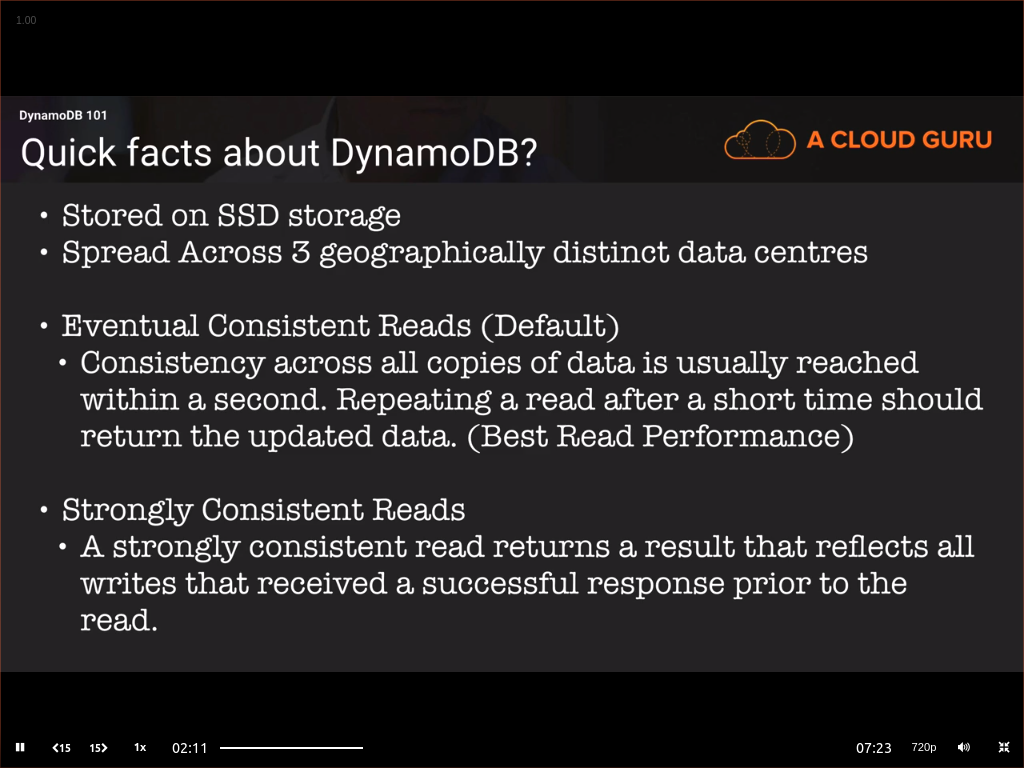 1.00
DynamoDB 101
Quick facts about DynamoDB?
A CLOUD GURU
• Stored on SSD storage
• Spread Across 3 geographically distinct data centres
• Eventual Consistent Reads (Default)
• Consistency across all copies of data is usually reached
within a second. Repeating a read after a short time should
return the updated data. (Best Read Performance)
• Strongly Consistent Reads
• A strongly consistent read returns a result that reflects all
writes that received a successful response prior to the
read.
15 15 1x 02:11 07:23 720p